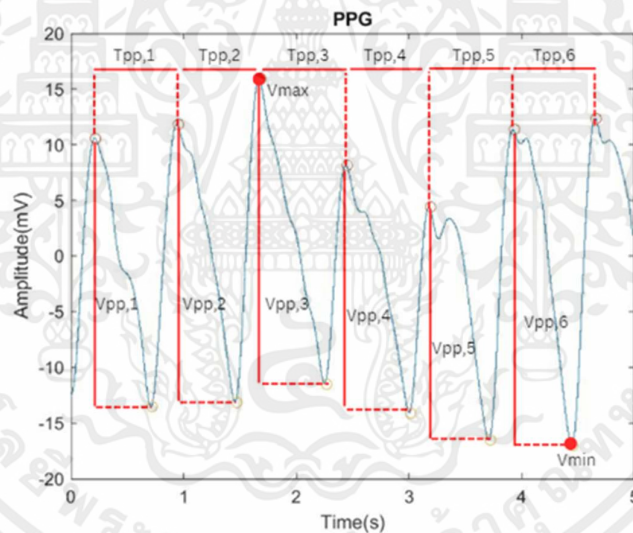 PPG
Tpp,1 Tpp,2 Tpp,3 Tpp,4 Tpp,5 Tpp,6
Vmax
Vpp,1 Vpp,2 Vpp,3 Vpp,4 Vpp,5 Vpp,6
Vmin
Amplitude(mV)
20
15
10
5
0
-5
-10
-15
-20
0 1 2 3 4 5
Time(s)